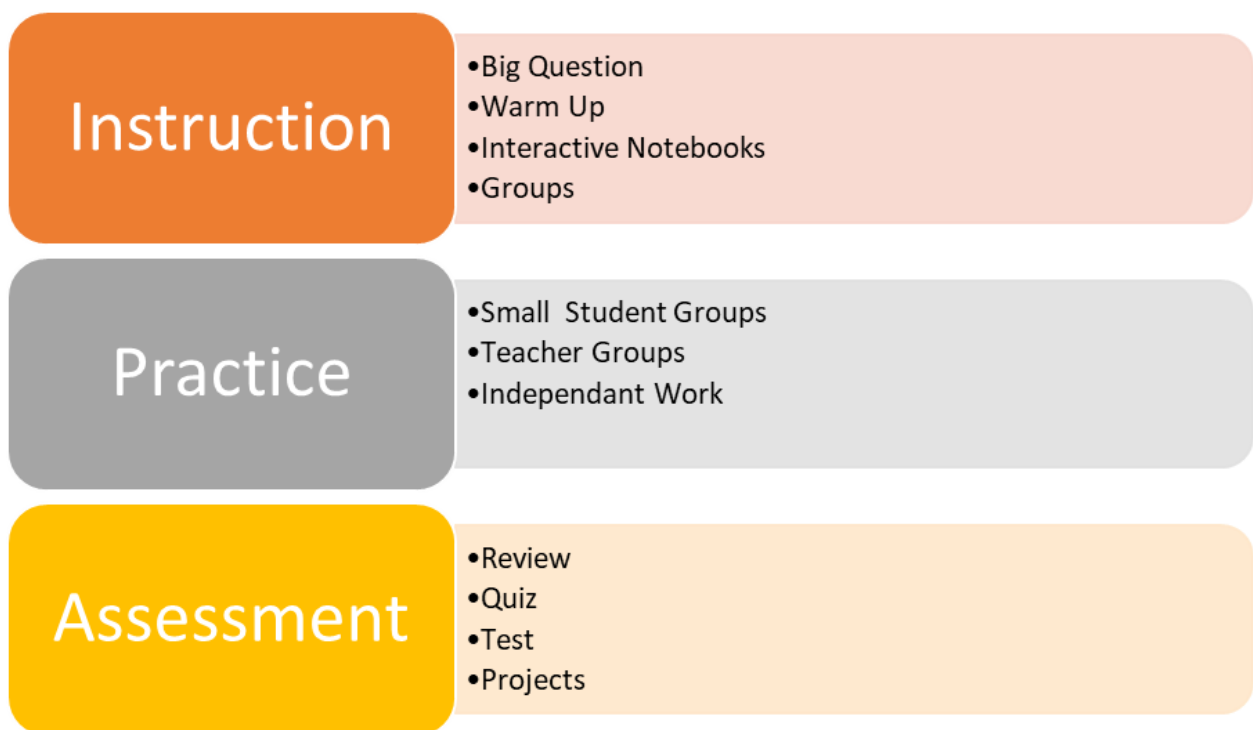 Instruction
•Big Question
•Warm Up
•Interactive Notebooks
•Groups
Practice
•Small  Student Groups
•Teacher Groups
•Independant Work
Assessment
•Review
•Quiz
•Test
•Projects